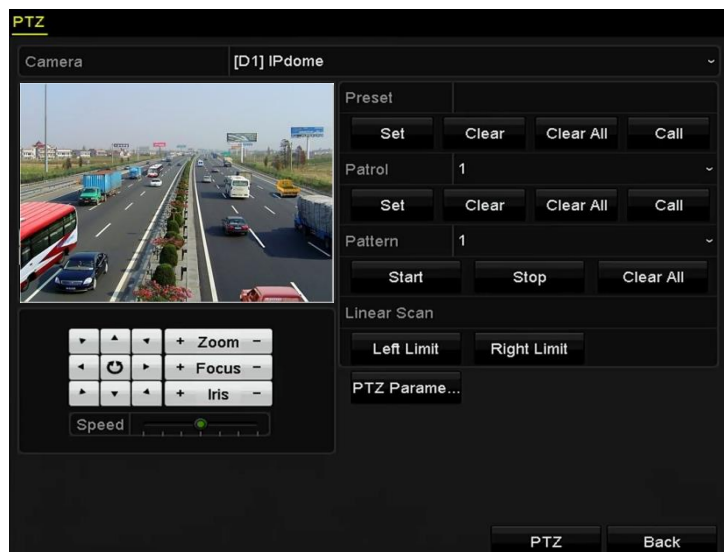 PTZ
Camera [D1] IPdome
Preset
Set Clear Clear All Call
Patrol 1
Set Clear Clear All Call
Pattern 1
Start Stop Clear All
Linear Scan
Left Limit Right Limit
PTZ Parame...
+ Zoom -
+ Focus -
+ Iris -
Speed
PTZ Back